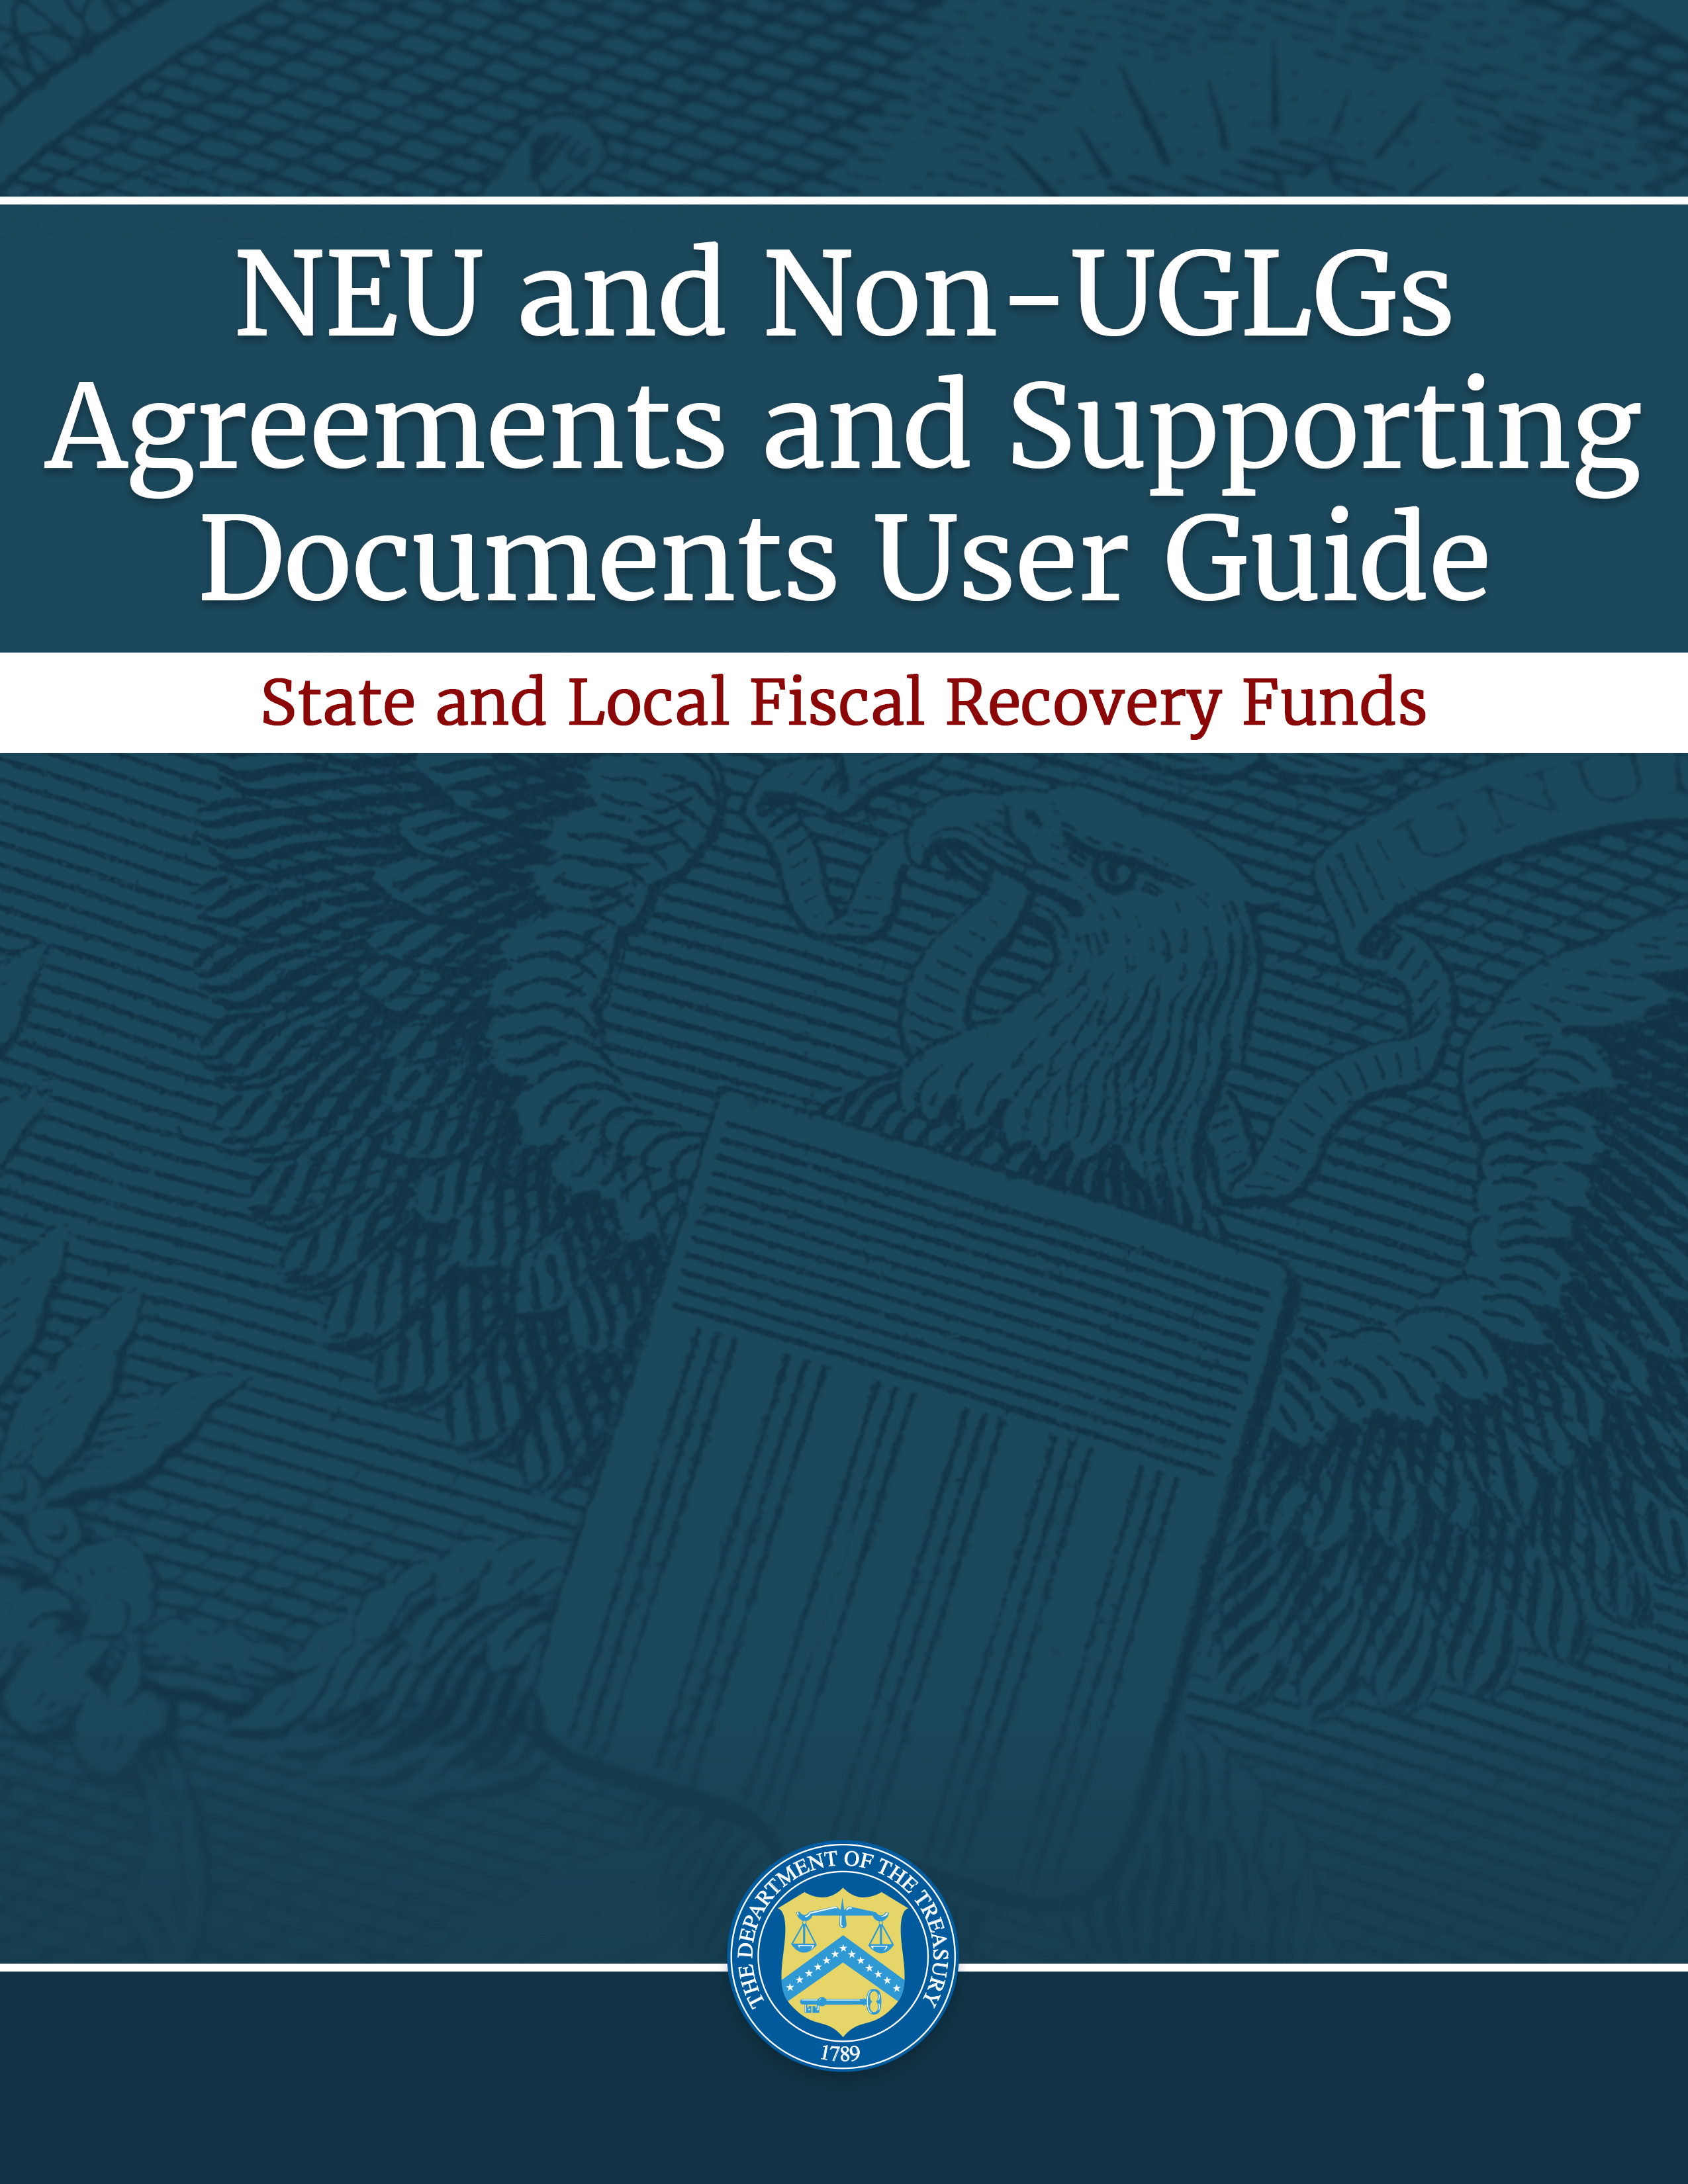 NEU and Non-UGLGs
Agreements and Supporting
Documents User Guide
State and Local Fiscal Recovery Funds
UNU
THE DEPARTMENT OF THE TREASURY
1789